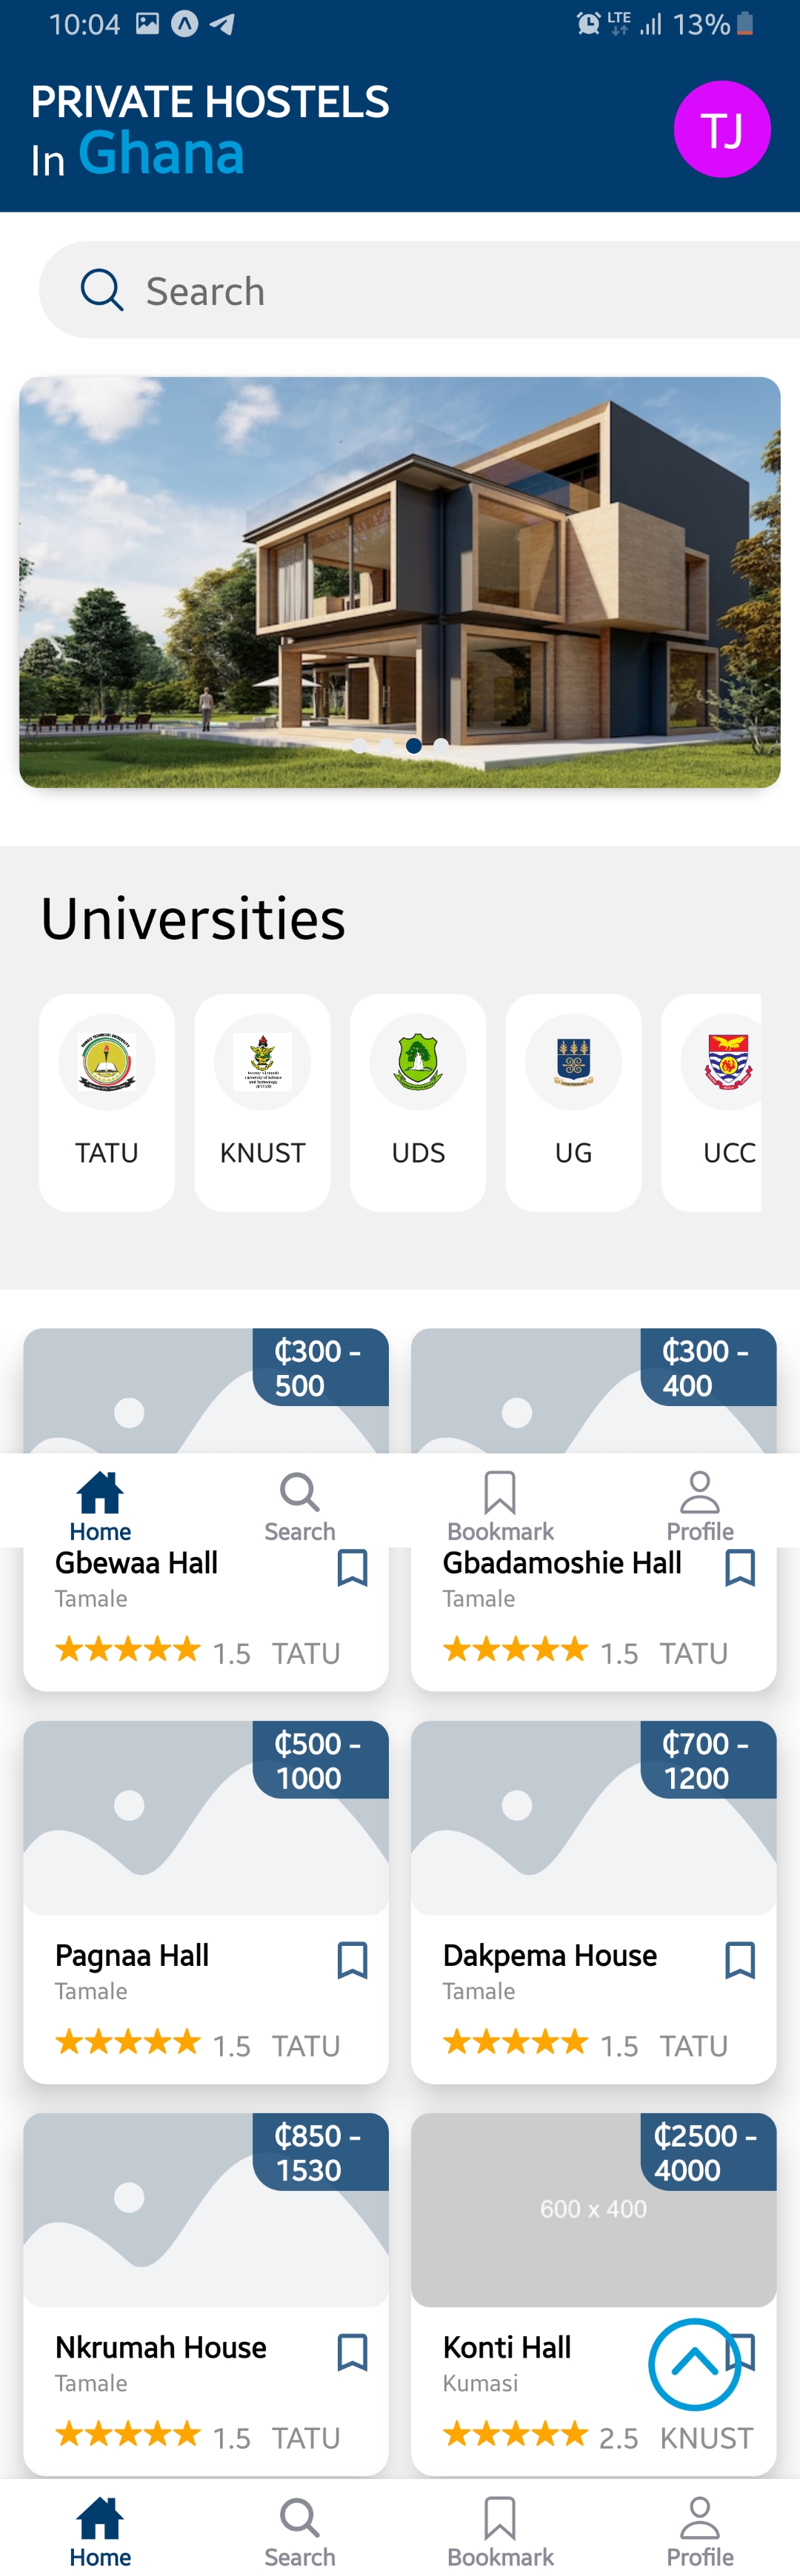 10:04 LTE 13%
PRIVATE HOSTELS
In Ghana
TJ
Search
Universities
TATU KNUST UDS UG UCC
₵300 - ₵300 -
500 400
Home Search Bookmark Profile
Gbewaa Hall Gbadamoshie Hall
Tamale Tamale
1.5 TATU 1.5 TATU
₵500 - ₵700 -
1000 1200
Pagnaa Hall Dakpema House
Tamale Tamale
1.5 TATU 1.5 TATU
₵850 - ₵2500 -
1530 4000
600 x 400
Nkrumah House Konti Hall
Tamale Kumasi
1.5 TATU 2.5 KNUST
Home Search Bookmark Profile